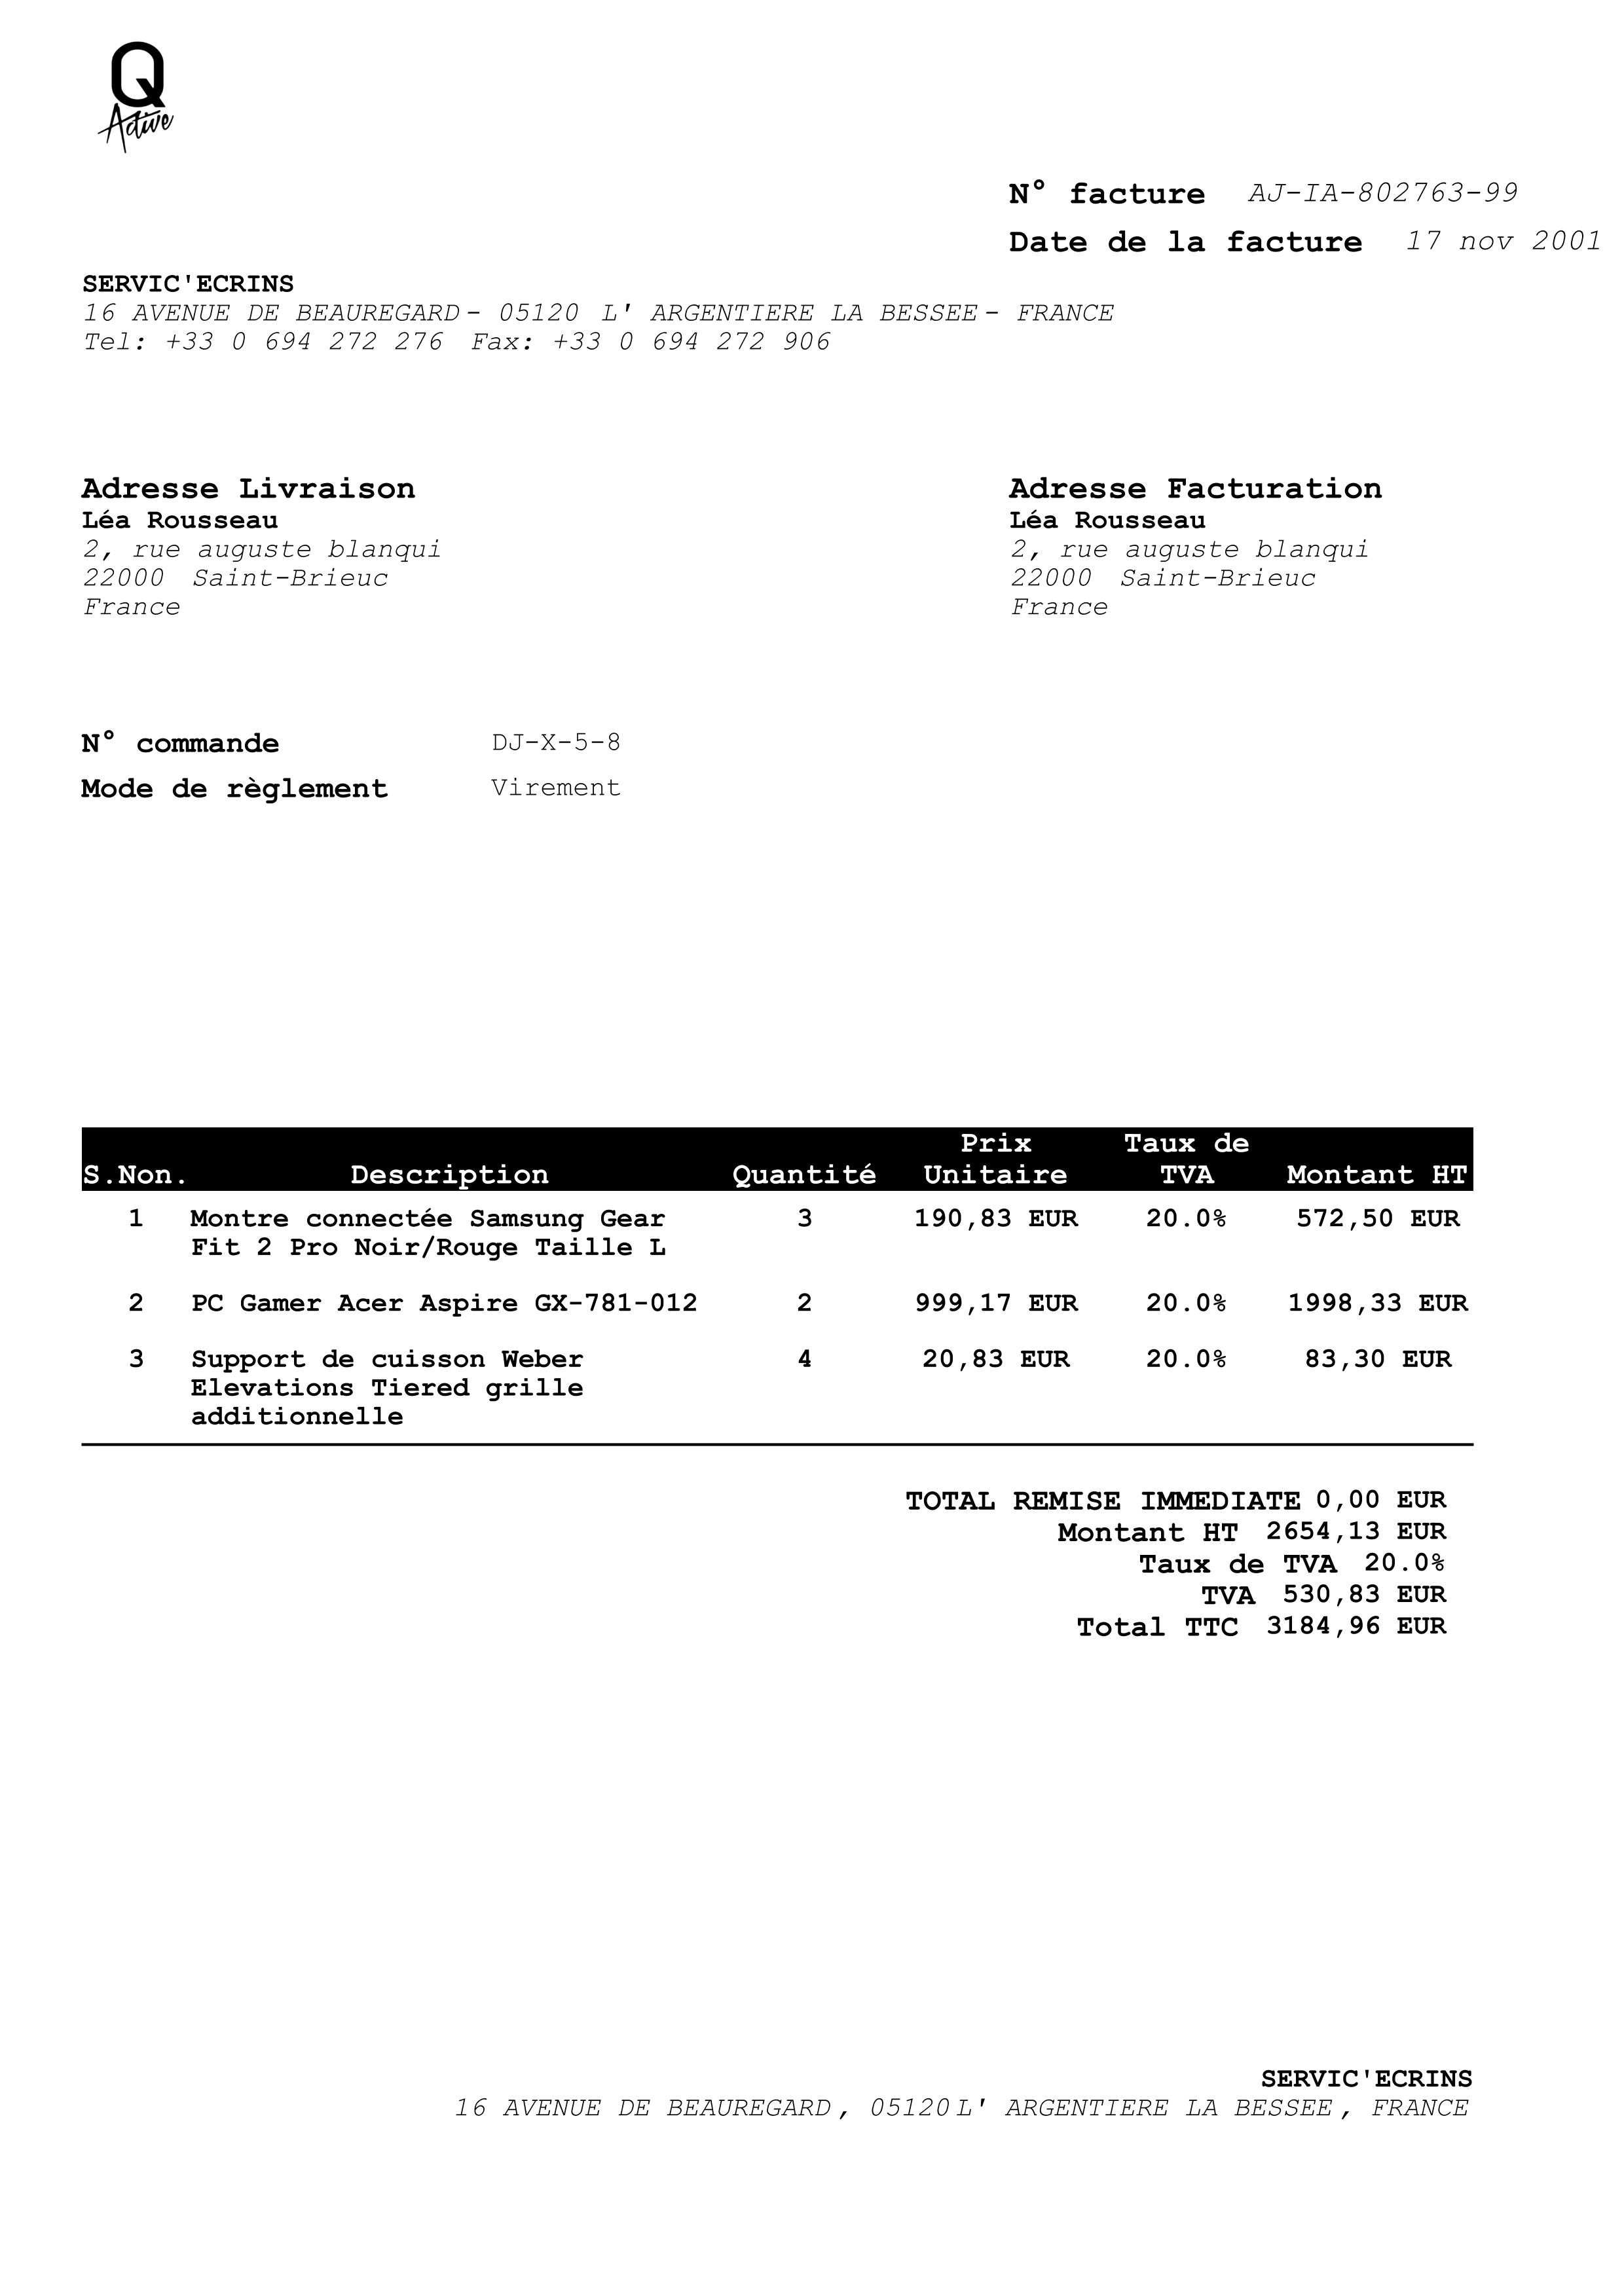 Q
Active
N° facture AJ-IA-802763-99
Date de la facture 17 nov 2001
SERVIC'ECRINS
16 AVENUE DE BEAUREGARD - 05120 L' ARGENTIERE LA BESSEE - FRANCE
Tel: +33 0 694 272 276 Fax: +33 0 694 272 906
Adresse Livraison
Léa Rousseau
2, rue auguste blanqui
22000 Saint-Brieuc
France
Adresse Facturation
Léa Rousseau
2, rue auguste blanqui
22000 Saint-Brieuc
France
N° commande DJ-X-5-8
Mode de règlement Virement
Prix Taux de
S.Non. Description Quantité Unitaire TVA Montant HT
1 Montre connectée Samsung Gear 3 190,83 EUR 20.0% 572,50 EUR
Fit 2 Pro Noir/Rouge Taille L
2 PC Gamer Acer Aspire GX-781-012 2 999,17 EUR 20.0% 1998,33 EUR
3 Support de cuisson Weber 4 20,83 EUR 20.0% 83,30 EUR
Elevations Tiered grille
additionnelle
TOTAL REMISE IMMEDIATE 0,00 EUR
Montant HT 2654,13 EUR
Taux de TVA 20.0%
TVA 530,83 EUR
Total TTC 3184,96 EUR
SERVIC'ECRINS
16 AVENUE DE BEAUREGARD , 05120 L' ARGENTIERE LA BESSEE , FRANCE